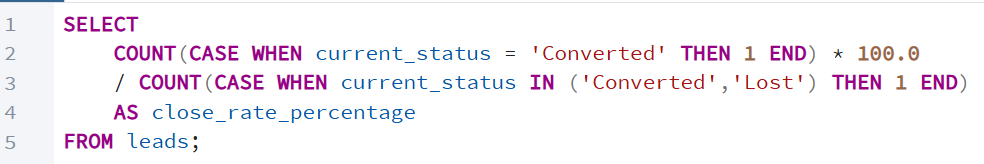 1 SELECT
2 COUNT(CASE WHEN current_status = 'Converted' THEN 1 END) * 100.0
3 / COUNT(CASE WHEN current_status IN ('Converted','Lost') THEN 1 END)
4 AS close_rate_percentage
5 FROM leads;